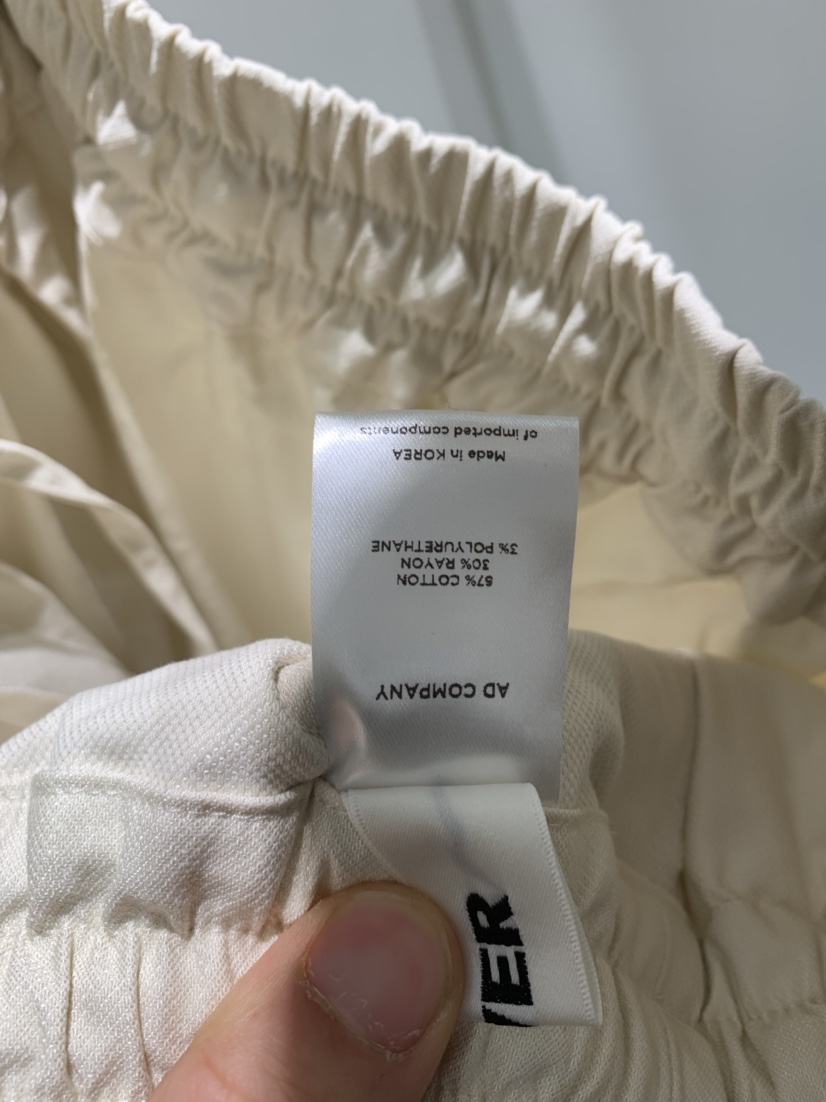 AD COMPANY
67% COTTON
30% RAYON
3% POLYURETHANE
Made in KOREA
of imported components